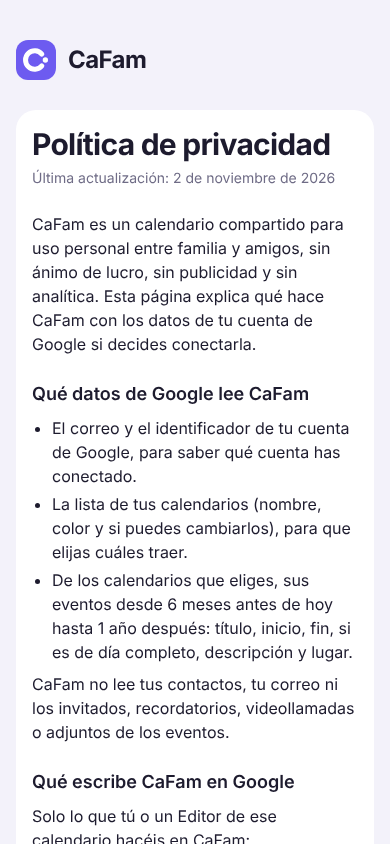 CaFam
Política de privacidad
Última actualización: 2 de noviembre de 2026
CaFam es un calendario compartido para
uso personal entre familia y amigos, sin
ánimo de lucro, sin publicidad y sin
analítica. Esta página explica qué hace
CaFam con los datos de tu cuenta de
Google si decides conectarla.
Qué datos de Google lee CaFam
• El correo y el identificador de tu cuenta
de Google, para saber qué cuenta has
conectado.
• La lista de tus calendarios (nombre,
color y si puedes cambiarlos), para que
elijas cuáles traer.
• De los calendarios que eliges, sus
eventos desde 6 meses antes de hoy
hasta 1 año después: título, inicio, fin, si
es de día completo, descripción y lugar.
CaFam no lee tus contactos, tu correo ni
los invitados, recordatorios, videollamadas
o adjuntos de los eventos.
Qué escribe CaFam en Google
Solo lo que tú o un Editor de ese
calendario hacéis en CaFam: